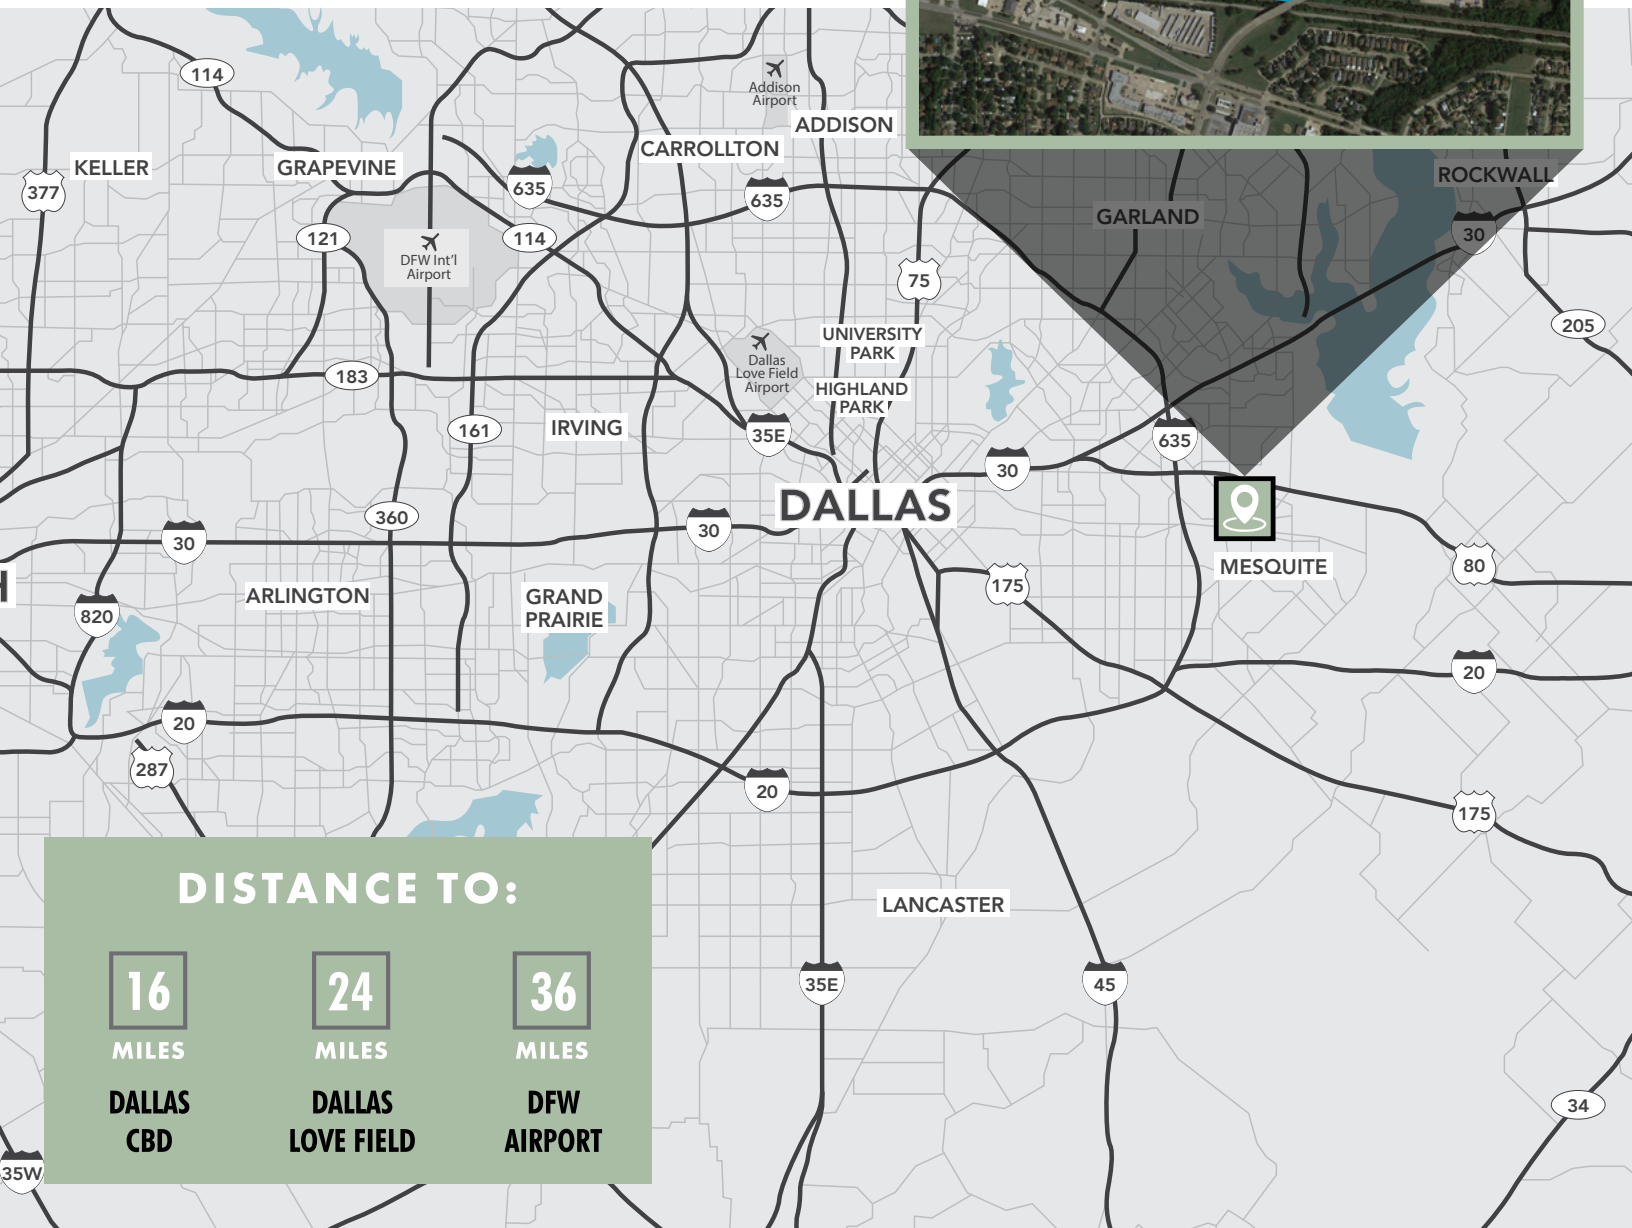 114
Addison
Airport
ADDISON
CARROLLTON
KELLER
GRAPEVINE
ROCKWALL
377
635
635
GARLAND
121
114
30
DFW Int'l
Airport
75
205
UNIVERSITY
PARK
Dallas
Love Field
Airport
183
HIGHLAND
PARK
161
IRVING
35E
635
30
DALLAS
360
30
30
MESQUITE
80
175
ARLINGTON
GRAND
PRAIRIE
H
820
20
20
287
20
175
DISTANCE TO:
LANCASTER
16
MILES
DALLAS
CBD
24
MILES
DALLAS
LOVE FIELD
36
MILES
DFW
AIRPORT
35E
45
34
35W